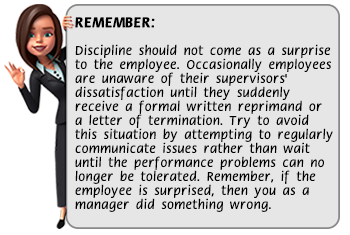 REMEMBER:
Discipline should not come as a surprise
to the employee. Occasionally employees
are unaware of their supervisors'
dissatisfaction until they suddenly
receive a formal written reprimand or
a letter of termination. Try to avoid
this situation by attempting to regularly
communicate issues rather than wait
until the performance problems can no
longer be tolerated. Remember, if the
employee is surprised, then you as a
manager did something wrong.